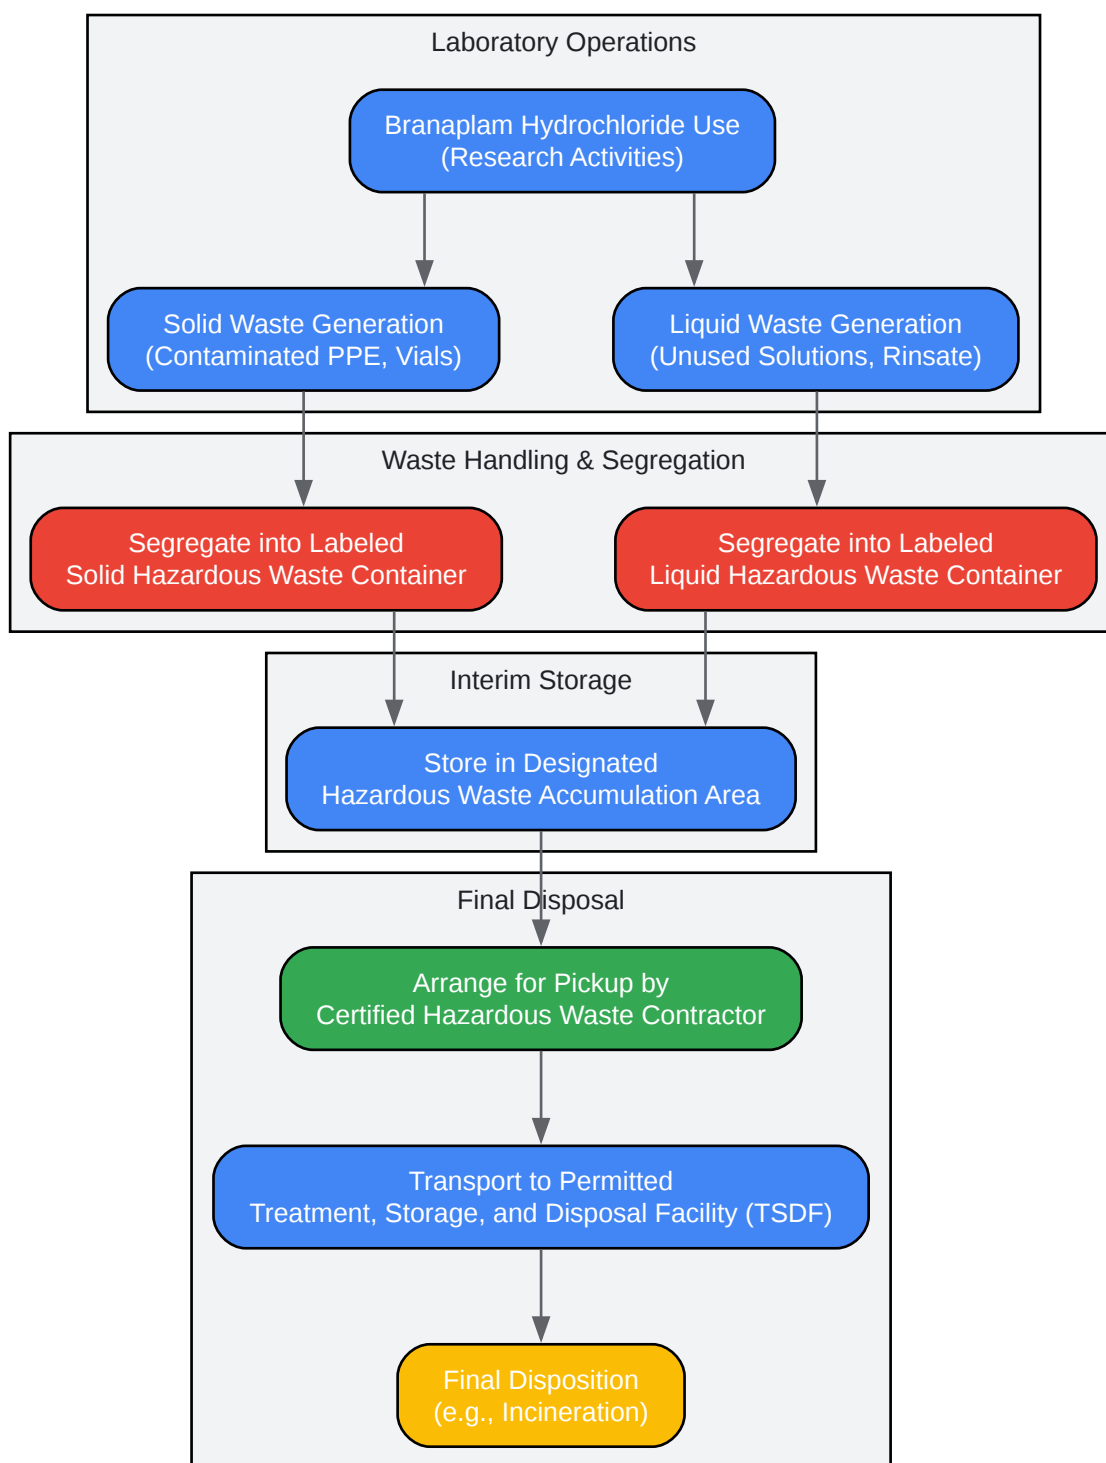 Laboratory Operations
Branaplam Hydrochloride Use
(Research Activities)
Solid Waste Generation
(Contaminated PPE, Vials)
Liquid Waste Generation
(Unused Solutions, Rinsate)
Waste Handling & Segregation
Segregate into Labeled
Solid Hazardous Waste Container
Segregate into Labeled
Liquid Hazardous Waste Container
Interim Storage
Store in Designated
Hazardous Waste Accumulation Area
Final Disposal
Arrange for Pickup by
Certified Hazardous Waste Contractor
Transport to Permitted
Treatment, Storage, and Disposal Facility (TSDF)
Final Disposition
(e.g., Incineration)